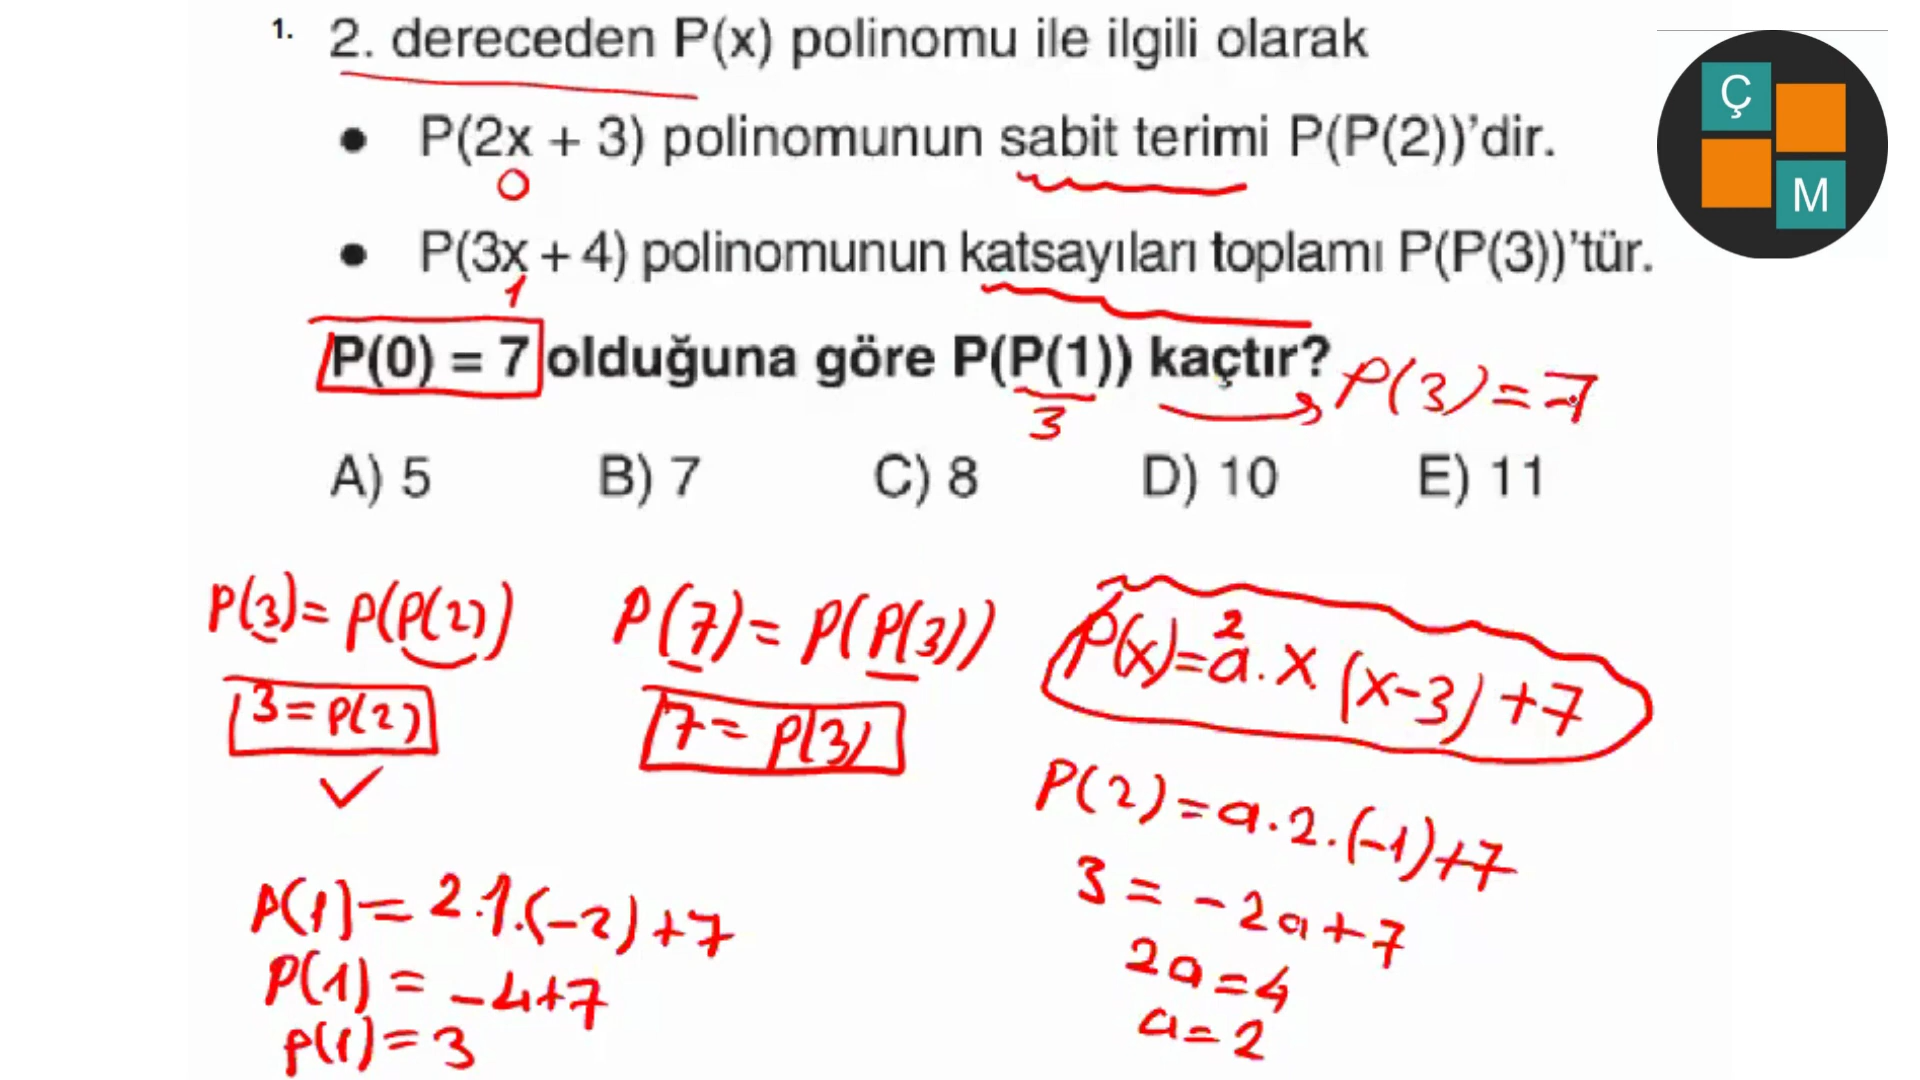 1. 2. dereceden P(x) polinomu ile ilgili olarak
• P(2x + 3) polinomunun sabit terimi P(P(2))’dir.
0
• P(3x + 4) polinomunun katsayıları toplamı P(P(3))’tür.
1
P(0) = 7 olduğuna göre P(P(1)) kaçtır? P(3)=7
3
A) 5 B) 7 C) 8 D) 10 E) 11
Ç
M
P(3)=P(P(2))
3=P(2)
P(7)=P(P(3))
7=P(3)
2
P(x)=a.x(x-3)+7
P(2)=a.2.(-1)+7
3=-2a+7
2a=4
a=2
P(1)=2.1.(-2)+7
P(1)=-4+7
P(1)=3